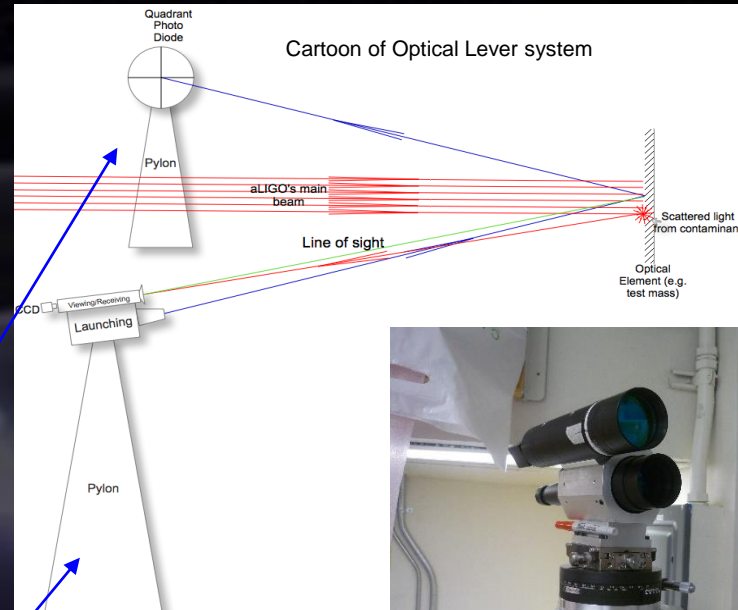 Quadrant
Photo
Diode
Cartoon of Optical Lever system
Pylon
aLIGO's main
beam
Scattered light
from contaminan
Line of sight
Optical
Element (e.g.
test mass)
Viewing/Receiving
CCD
Launching
Pylon